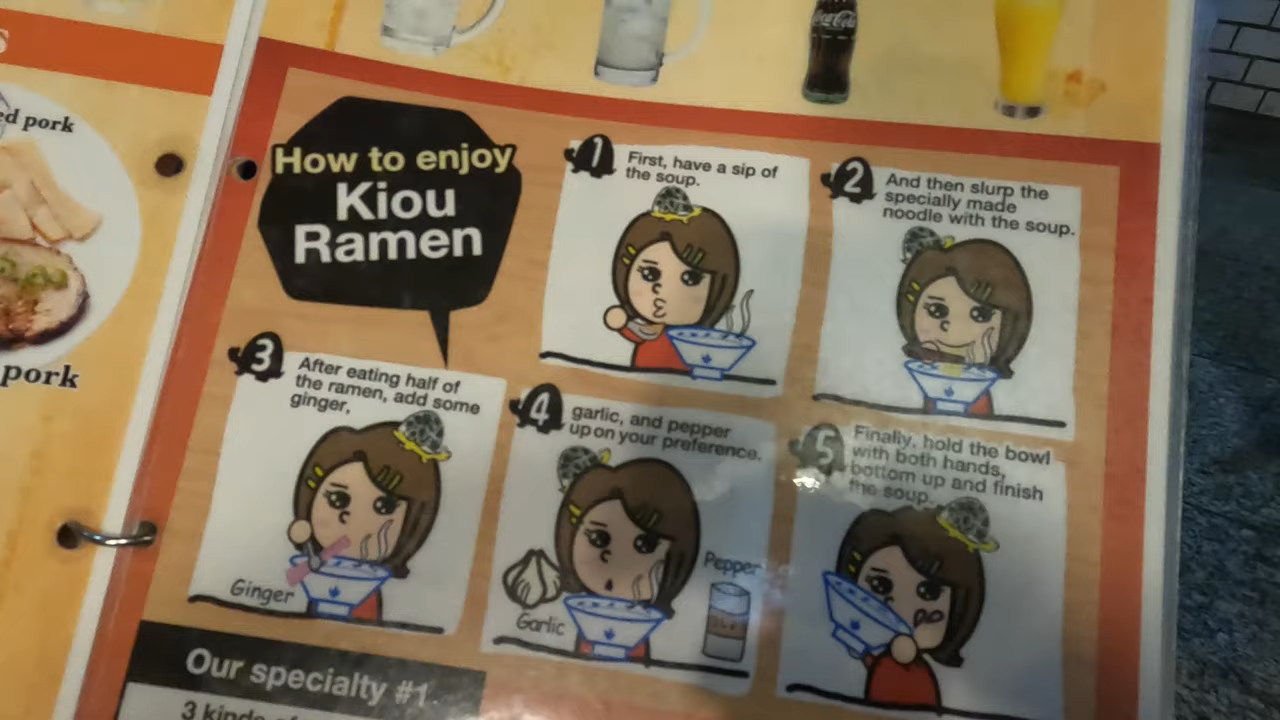 S
ed pork
pork
Coca-Cola
How to enjoy
Kiou
Ramen
1
First, have a sip of
the soup.
2
And then slurp the
specially made
noodle with the soup.
3
After eating half of
the ramen, add some
ginger,
Ginger
4
garlic, and pepper
up on your preference.
Garlic
Pepper
5
Finally, hold the bowl
with both hands,
bottom up and finish
the soup.
Our specialty #1.
3 kinds of